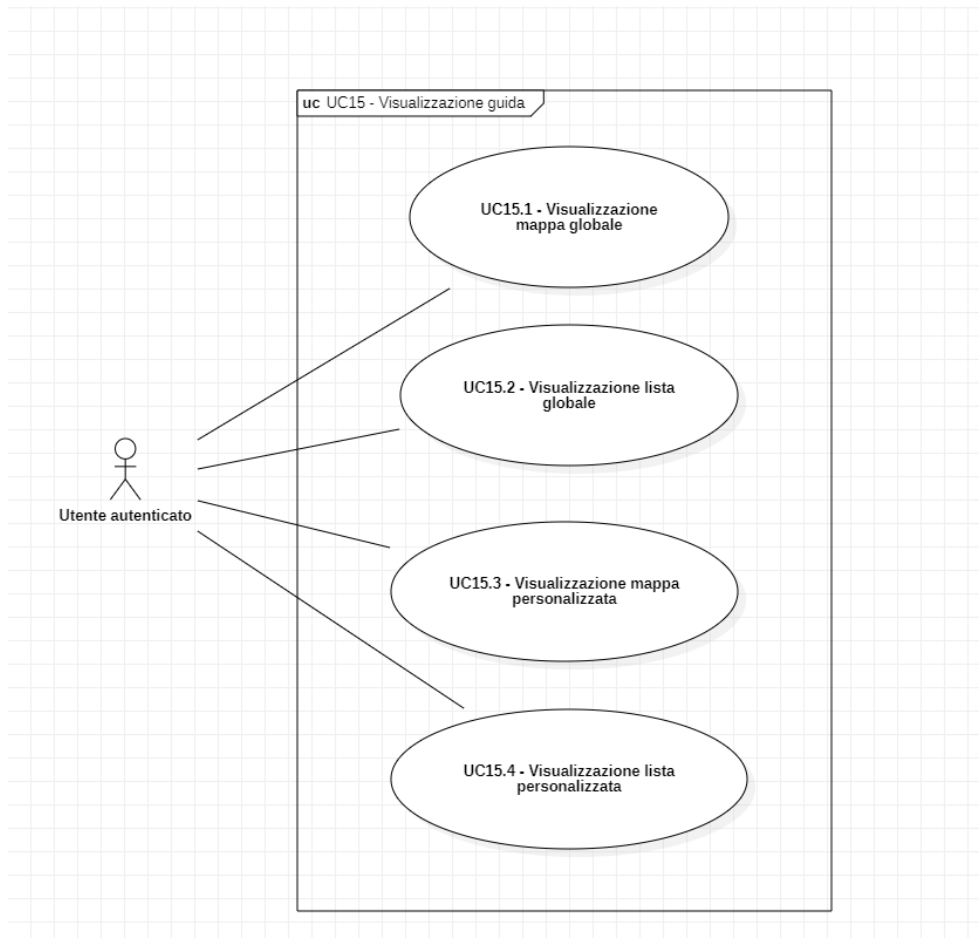 uc UC15 - Visualizzazione guida
UC15.1 - Visualizzazione
mappa globale
UC15.2 - Visualizzazione lista
globale
Utente autenticato
UC15.3 - Visualizzazione mappa
personalizzata
UC15.4 - Visualizzazione lista
personalizzata